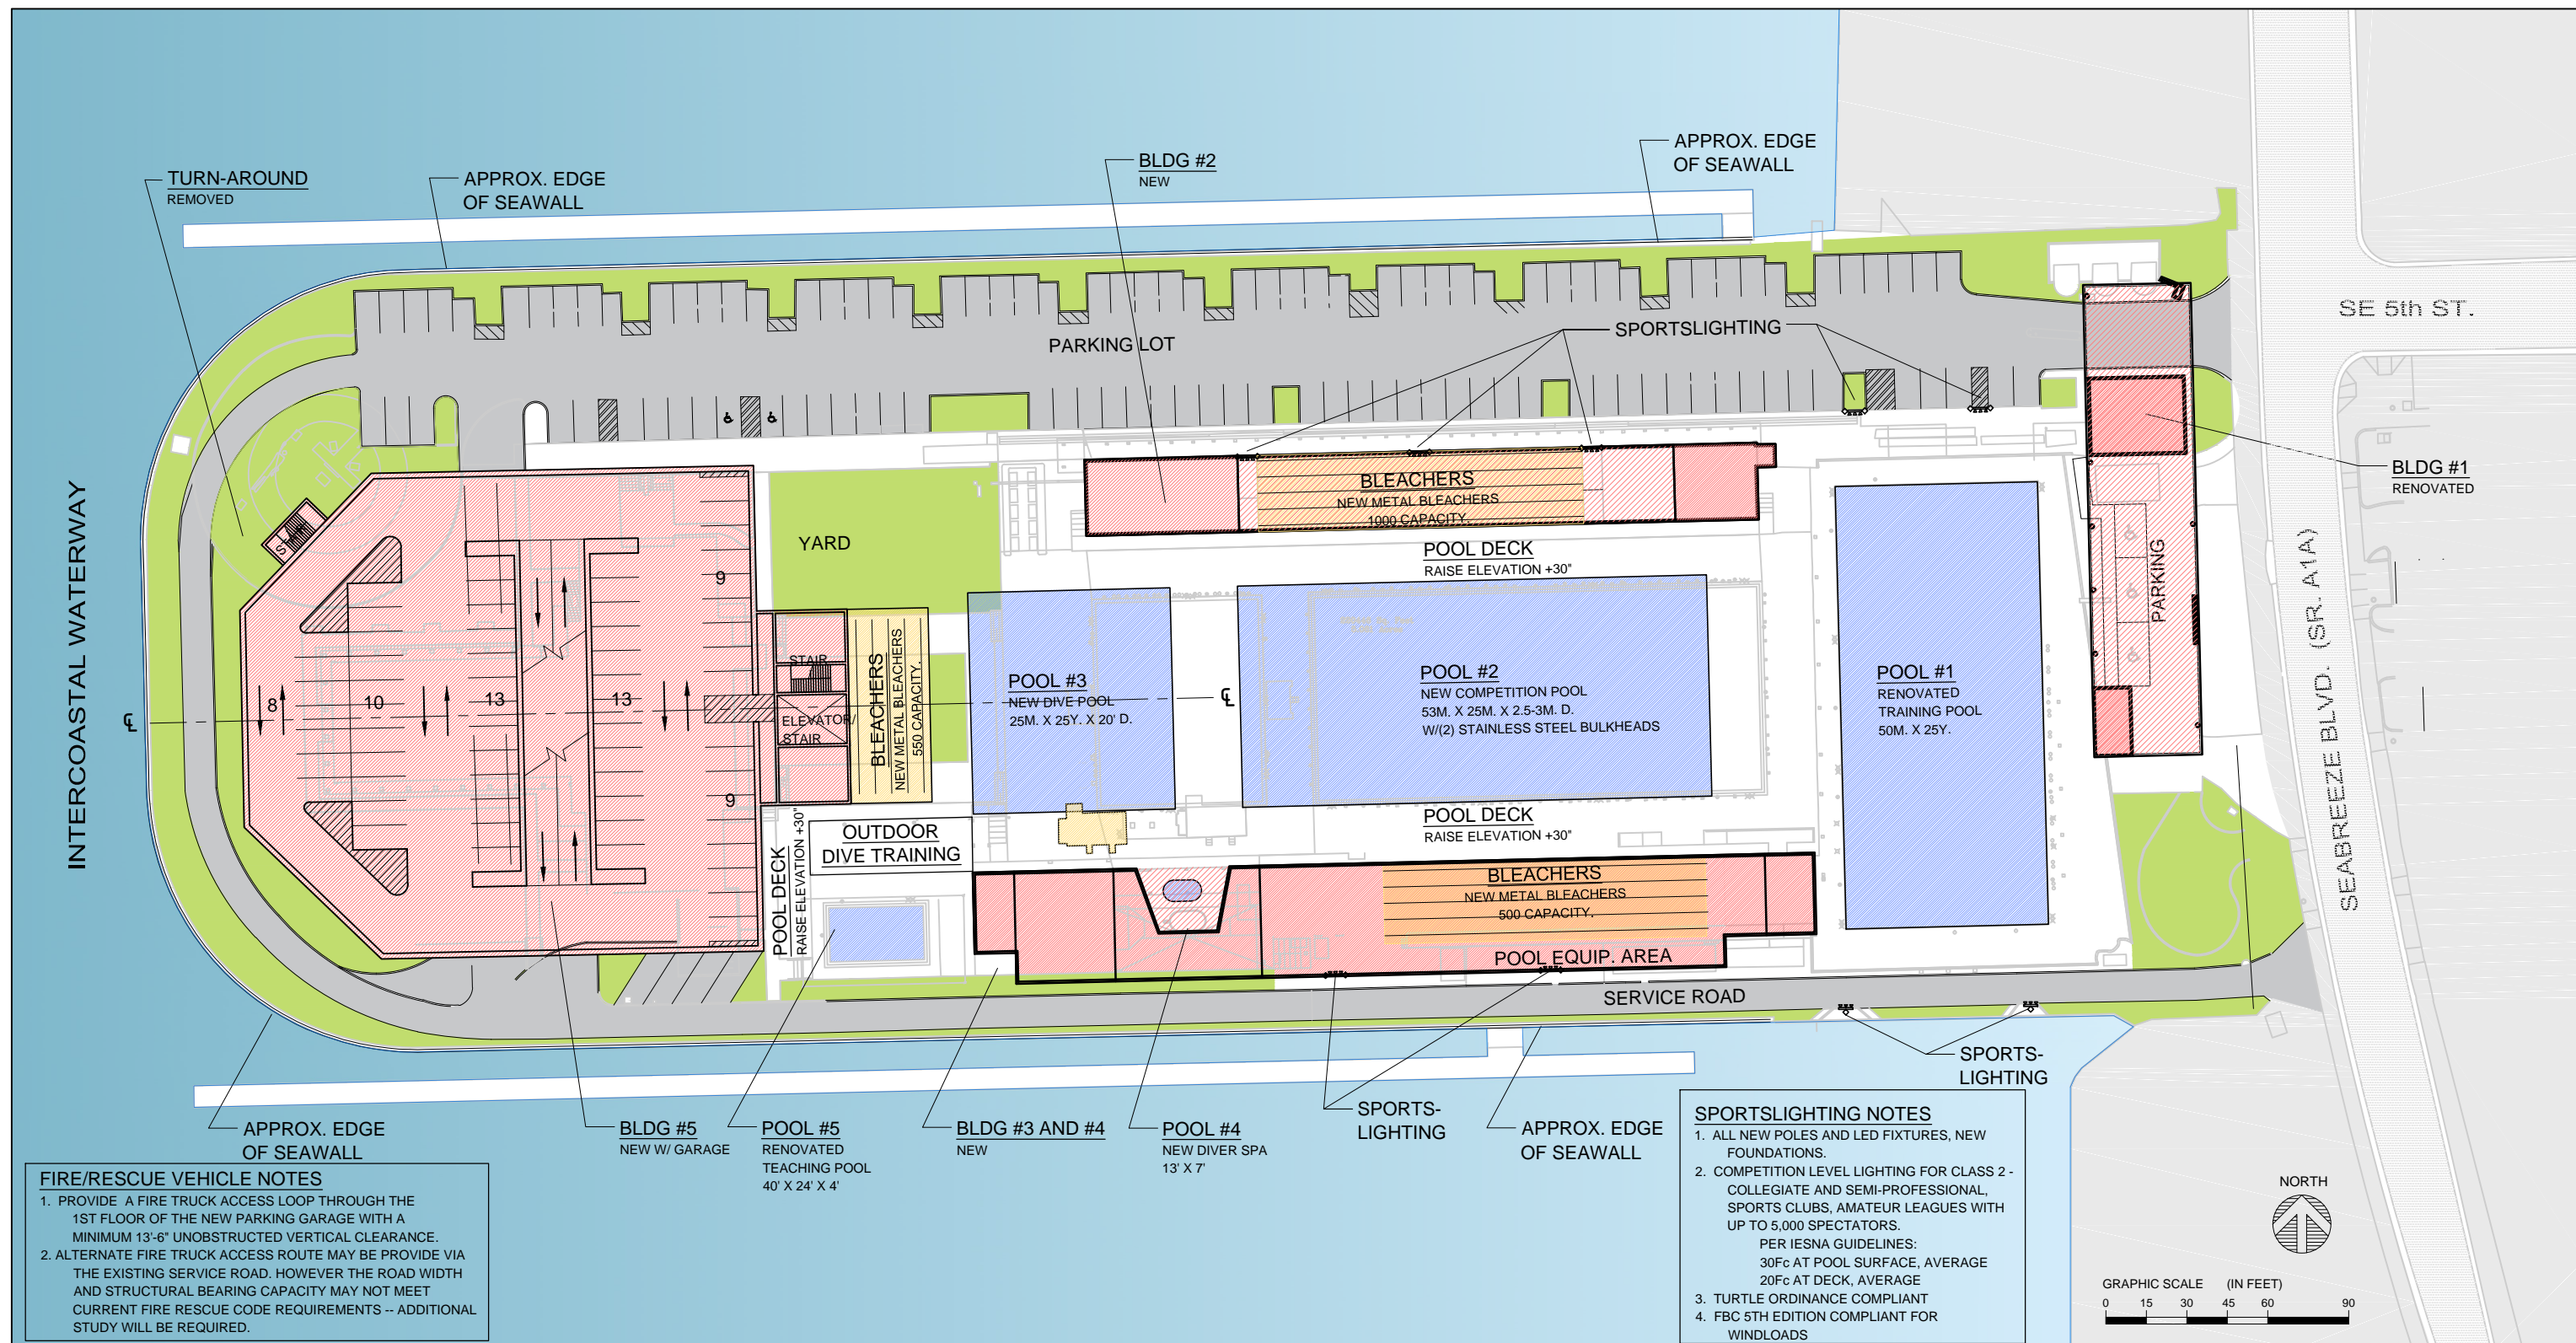 TURN-AROUND
REMOVED
APPROX. EDGE
OF SEAWALL
BLDG #2
NEW
APPROX. EDGE
OF SEAWALL
PARKING LOT
SPORTSLIGHTING
SE 5th ST.
BLDG #1
RENOVATED
PARKING
SEABREEZE BLVD. (SR. A1A)
INTERCOASTAL WATERWAY
STAIR
YARD
BLEACHERS
NEW METAL BLEACHERS
1000 CAPACITY.
POOL DECK
RAISE ELEVATION +30"
9
8
10
13
13
9
STAIR
ELEVATOR/
STAIR
BLEACHERS
NEW METAL BLEACHERS
550 CAPACITY.
POOL #3
NEW DIVE POOL
25M. X 25Y. X 20' D.
POOL #2
NEW COMPETITION POOL
53M. X 25M. X 2.5-3M. D.
W/(2) STAINLESS STEEL BULKHEADS
POOL #1
RENOVATED
TRAINING POOL
50M. X 25Y.
POOL DECK
RAISE ELEVATION +30"
OUTDOOR
DIVE TRAINING
POOL DECK
RAISE ELEVATION +30"
BLEACHERS
NEW METAL BLEACHERS
500 CAPACITY.
POOL EQUIP. AREA
SERVICE ROAD
SPORTS-
LIGHTING
APPROX. EDGE
OF SEAWALL
BLDG #5
NEW W/ GARAGE
POOL #5
RENOVATED
TEACHING POOL
40' X 24' X 4'
BLDG #3 AND #4
NEW
POOL #4
NEW DIVER SPA
13' X 7'
SPORTS-
LIGHTING
APPROX. EDGE
OF SEAWALL
FIRE/RESCUE VEHICLE NOTES
1. PROVIDE A FIRE TRUCK ACCESS LOOP THROUGH THE
1ST FLOOR OF THE NEW PARKING GARAGE WITH A
MINIMUM 13'-6" UNOBSTRUCTED VERTICAL CLEARANCE.
2. ALTERNATE FIRE TRUCK ACCESS ROUTE MAY BE PROVIDE VIA
THE EXISTING SERVICE ROAD. HOWEVER THE ROAD WIDTH
AND STRUCTURAL BEARING CAPACITY MAY NOT MEET
CURRENT FIRE RESCUE CODE REQUIREMENTS -- ADDITIONAL
STUDY WILL BE REQUIRED.
SPORTSLIGHTING NOTES
1. ALL NEW POLES AND LED FIXTURES, NEW
FOUNDATIONS.
2. COMPETITION LEVEL LIGHTING FOR CLASS 2 -
COLLEGIATE AND SEMI-PROFESSIONAL,
SPORTS CLUBS, AMATEUR LEAGUES WITH
UP TO 5,000 SPECTATORS.
PER IESNA GUIDELINES:
30Fc AT POOL SURFACE, AVERAGE
20Fc AT DECK, AVERAGE
3. TURTLE ORDINANCE COMPLIANT
4. FBC 5TH EDITION COMPLIANT FOR
WINDLOADS
NORTH
GRAPHIC SCALE (IN FEET)
0 15 30 45 60 90